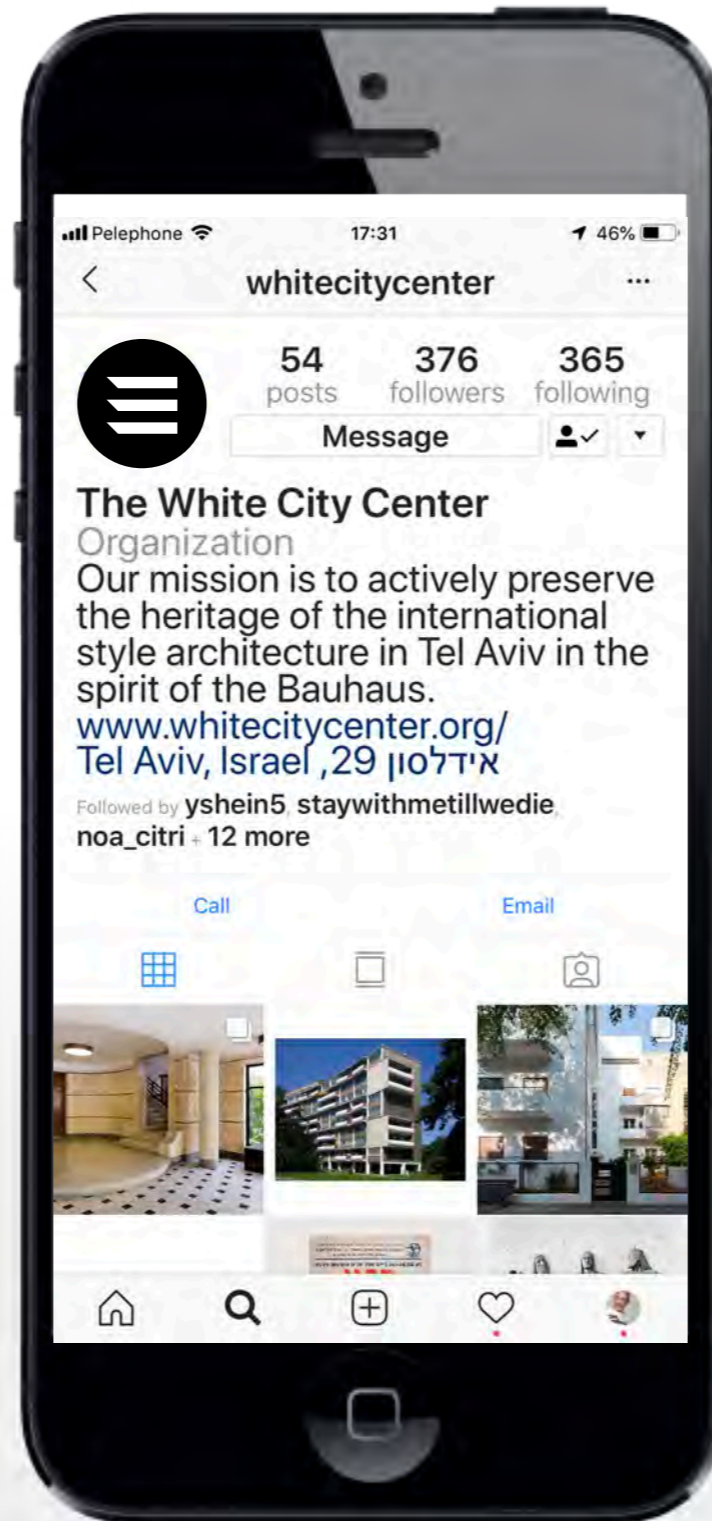 Pelephone 17:31 46%
whitecitycenter
54 376 365
posts followers following
Message
The White City Center
Organization
Our mission is to actively preserve
the heritage of the international
style architecture in Tel Aviv in the
spirit of the Bauhaus.
www.whitecitycenter.org/
Tel Aviv, Israel ,29 אידלסון
Followed by yshein5, staywithmetillwedie,
noa_citri + 12 more
Call Email